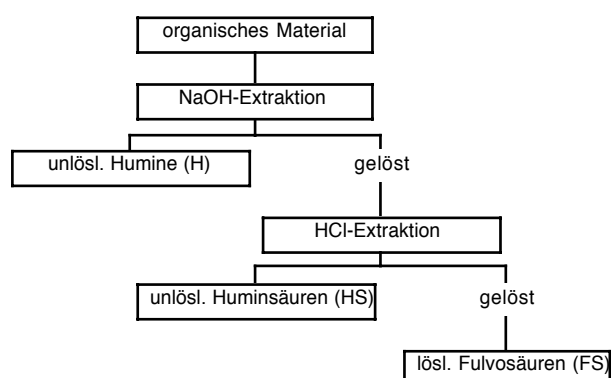 organisches Material
NaOH-Extraktion
unlösl. Humine (H)
gelöst
HCl-Extraktion
unlösl. Huminsäuren (HS)
gelöst
lösl. Fulvosäuren (FS)